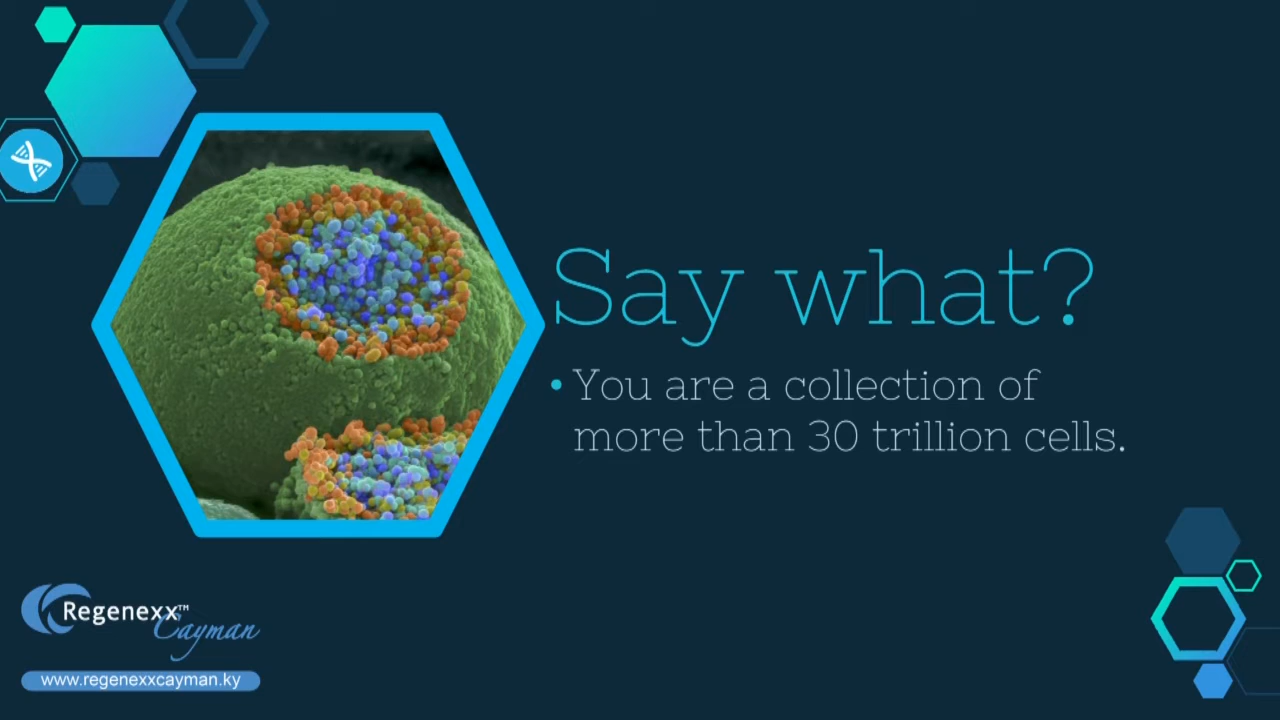 Say what?
• You are a collection of
more than 30 trillion cells.
Regenexx™
Cayman
www.regenexxcayman.ky